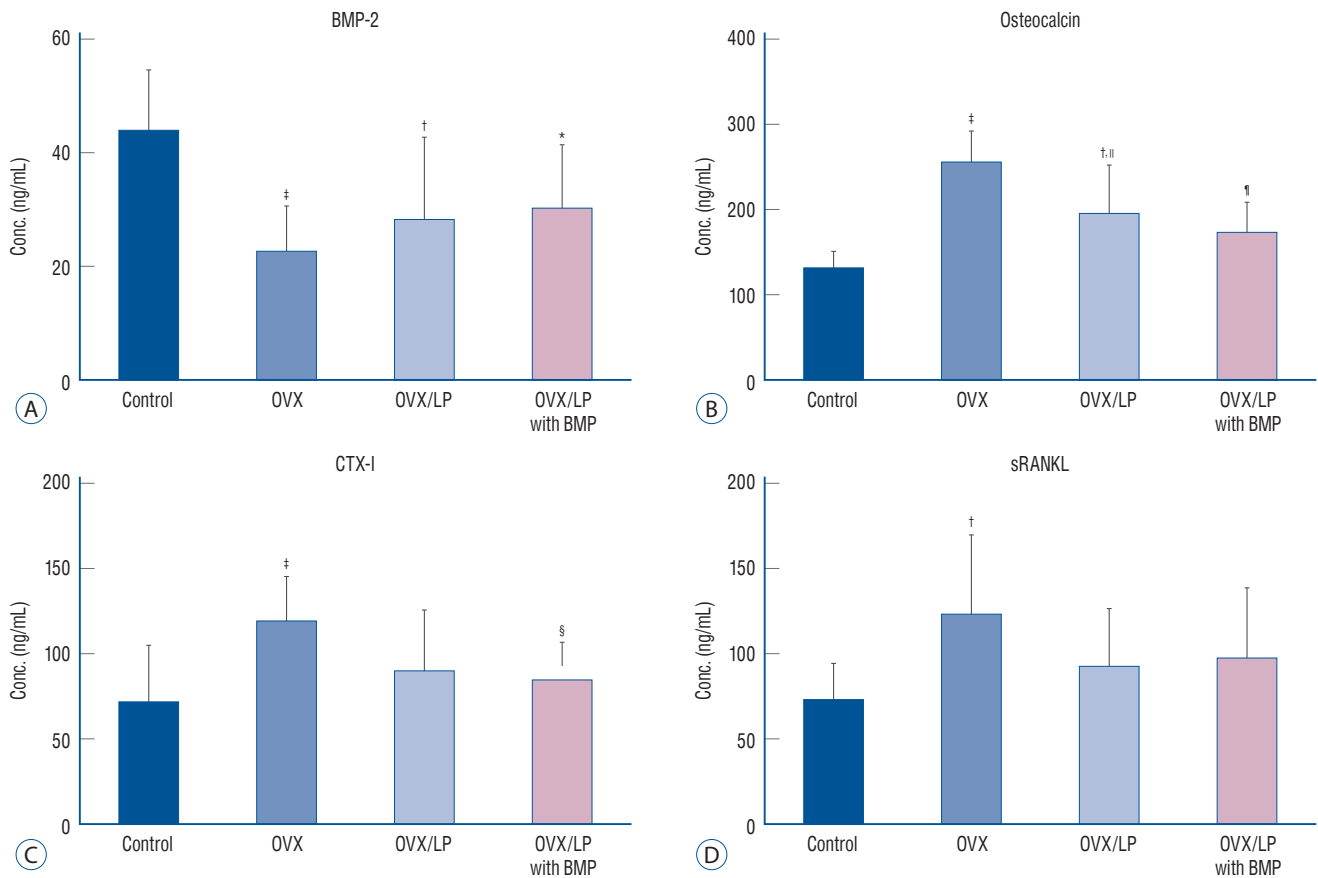 BMP-2
60
40
20
0
Conc. (ng/mL)
‡
†
*
Control
OVX
OVX/LP
OVX/LP
with BMP
A
Osteocalcin
400
300
200
100
0
Conc. (ng/mL)
‡
†,||
¶
Control
OVX
OVX/LP
OVX/LP
with BMP
B
CTX-I
200
150
100
50
0
Conc. (ng/mL)
‡
§
Control
OVX
OVX/LP
OVX/LP
with BMP
C
sRANKL
200
150
100
50
0
Conc. (ng/mL)
†
Control
OVX
OVX/LP
OVX/LP
with BMP
D